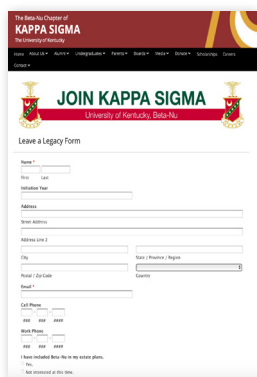 The Beta-Nu Chapter of
KAPPA SIGMA
The University of Kentucky
Home About Us Alumni Undergraduates Parents Boards Media Donate Scholarships Careers
Contact
JOIN KAPPA SIGMA
University of Kentucky, Beta-Nu
Leave a Legacy Form
Name *
First Last
Initiation Year
Address
Street Address
Address Line 2
City State / Province / Region
Postal / Zip Code Country
Email *
Cell Phone
- -
### ### ####
Work Phone
- -
### ### ####
I have included Beta-Nu in my estate plans.
Yes.
Not interested at this time.